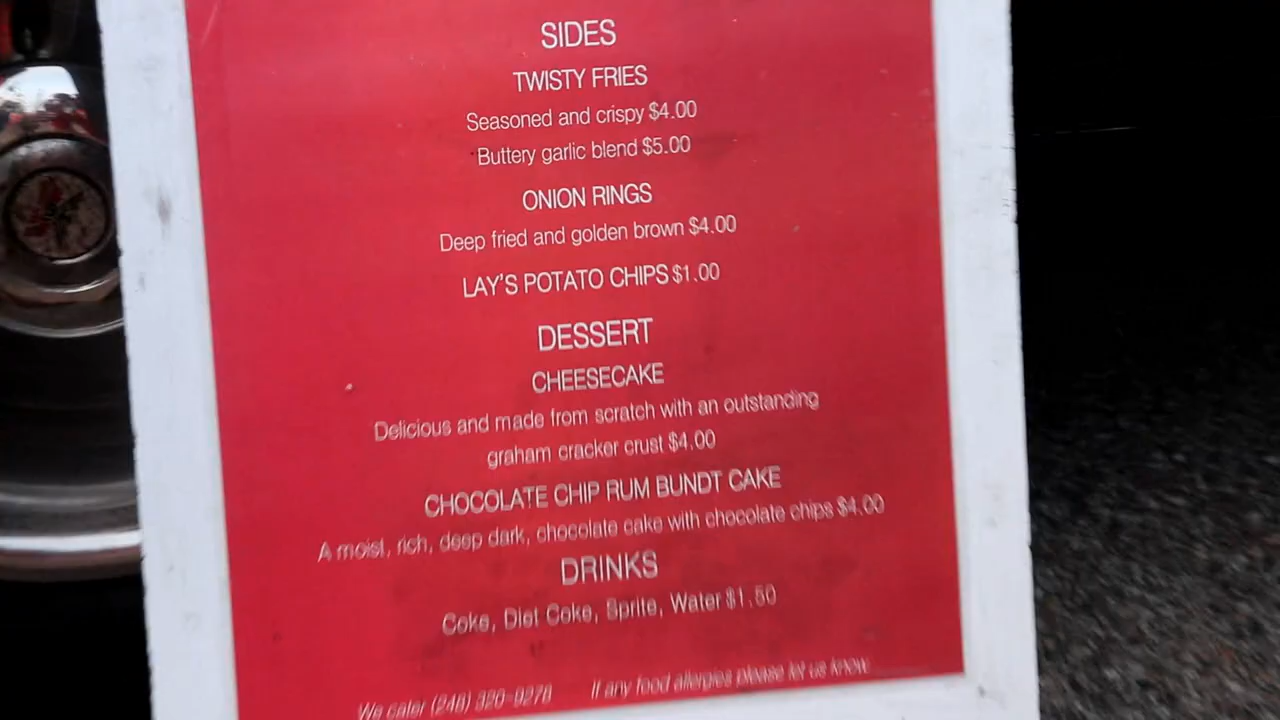 SIDES
TWISTY FRIES
Seasoned and crispy $4.00
Buttery garlic blend $5.00
ONION RINGS
Deep fried and golden brown $4.00
LAY'S POTATO CHIPS $1.00
DESSERT
CHEESECAKE
Delicious and made from scratch with an outstanding
graham cracker crust $4.00
CHOCOLATE CHIP RUM BUNDT CAKE
A moist, rich, deep dark, chocolate cake with chocolate chips $4.00
DRINKS
Coke, Diet Coke, Sprite, Water $1.50
We cater (248) 320-9276 If any food allergies please let us know